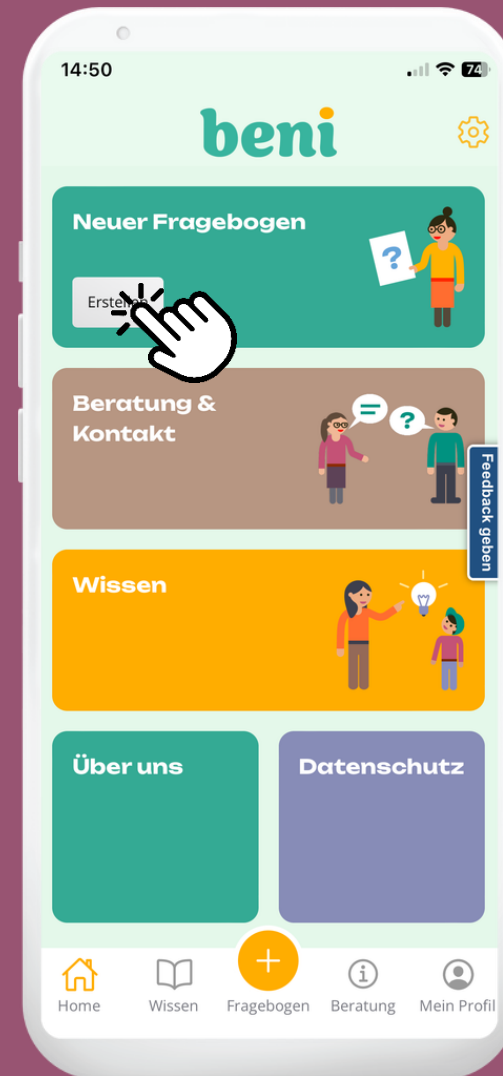 14:50
74
beni
Neuer Fragebogen
?
Beratung &
Kontakt
?
Feedback geben
Wissen
Über uns
Datenschutz
Home
Wissen
Fragebogen
Beratung
Mein Profil